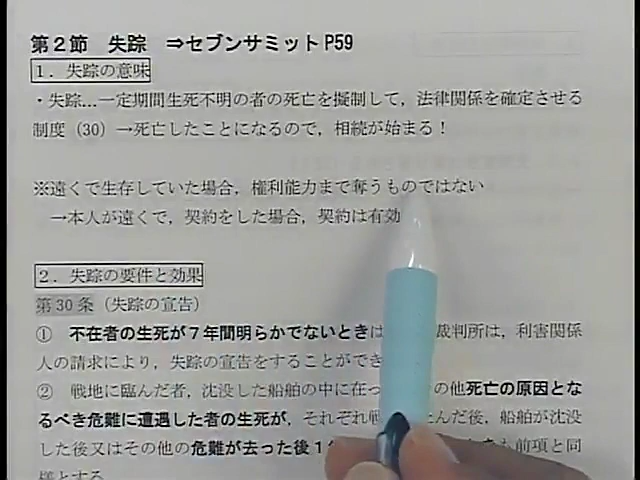 第２節　失踪　⇒セブンサミットP59
１．失踪の意味
・失踪…一定期間生死不明の者の死亡を擬制して，法律関係を確定させる
制度（30）→死亡したことになるので，相続が始まる！
※遠くで生存していた場合，権利能力まで奪うものではない
→本人が遠くで，契約をした場合，契約は有効
２．失踪の要件と効果
第30条（失踪の宣告）
①　不在者の生死が７年間明らかでないときは 裁判所は，利害関係
人の請求により，失踪の宣告をすることができ
②　戦地に臨んだ者，沈没した船舶の中に在っ の他死亡の原因とな
るべき危難に遭遇した者の生死が，それぞれ戦 んだ後，船舶が沈没
した後又はその他の危難が去った後１ も前項と同
様とする